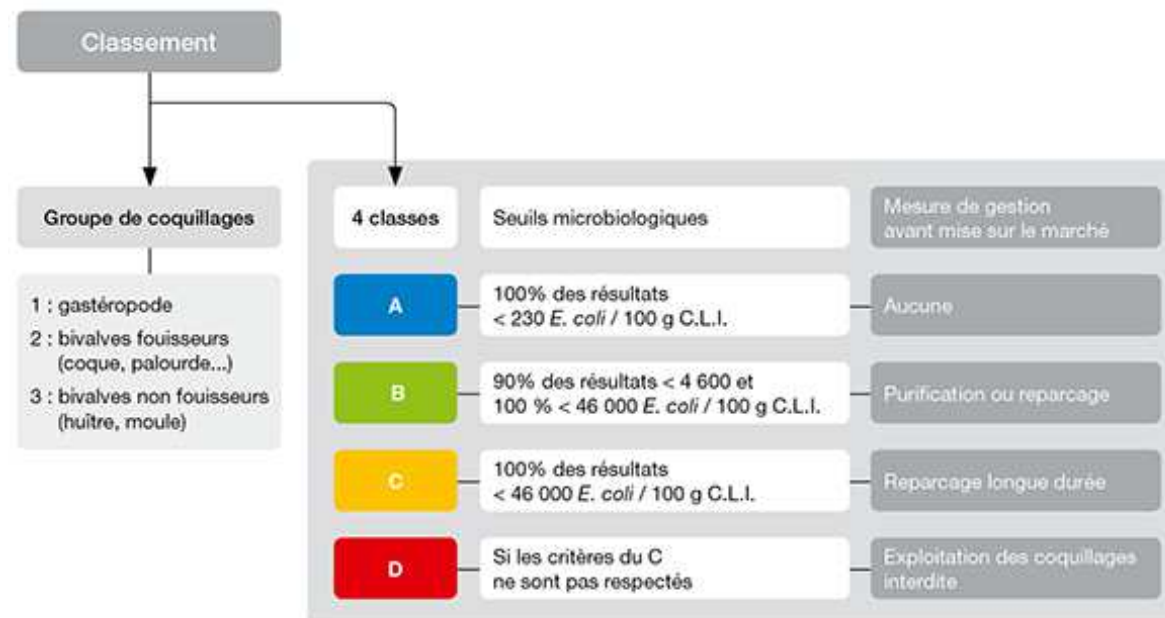 Classement
Groupe de coquillages
1 : gastéropode
2 : bivalves fouisseurs
(coque, palourde...)
3 : bivalves non fouisseurs
(huître, moule)
4 classes
Seuils microbiologiques
Mesure de gestion
avant mise sur le marché
A
100% des résultats
< 230 E. coli / 100 g C.L.I.
Aucune
B
90% des résultats < 4 600 et
100 % < 46 000 E. coli / 100 g C.L.I.
Purification ou reparcage
C
100% des résultats
< 46 000 E. coli / 100 g C.L.I.
Reparcage longue durée
D
Si les critères du C
ne sont pas respectés
Exploitation des coquillages
interdite